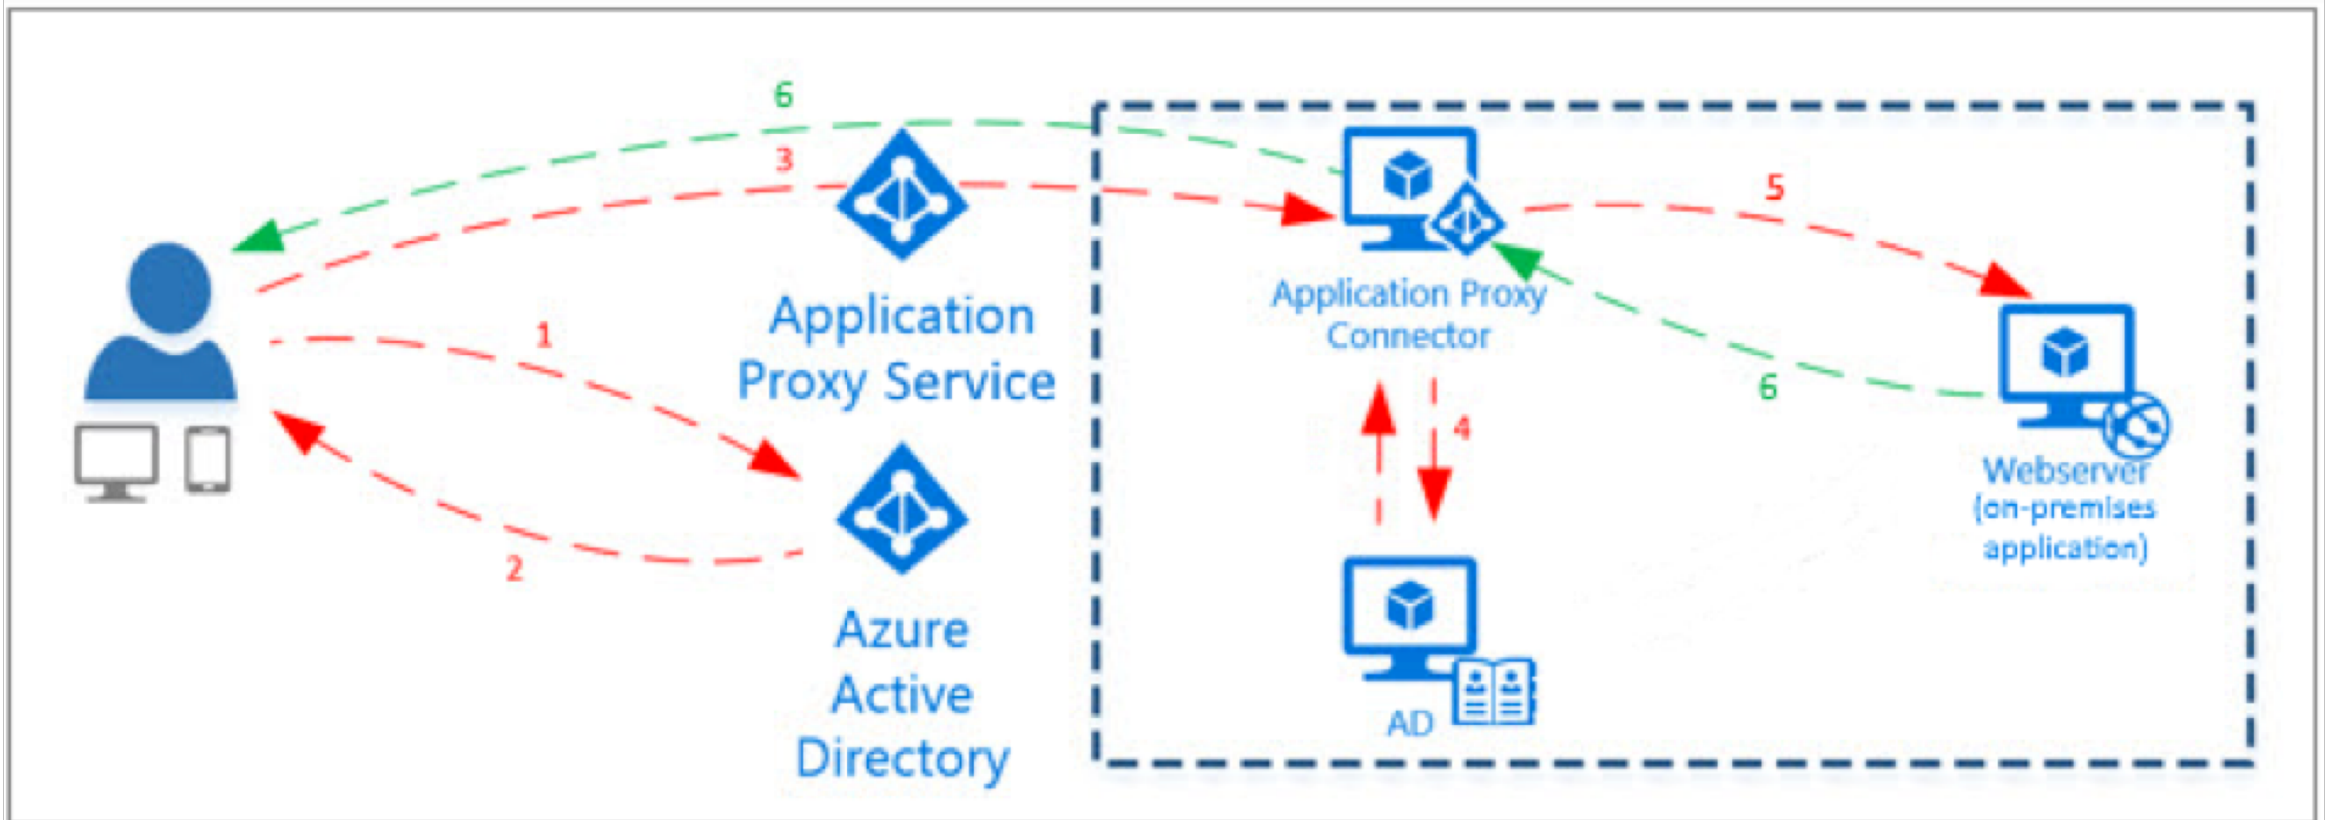 6
3
5
1
Application Proxy
Connector
Application
Proxy Service
6
4
Webserver
(on-premises
application)
2
Azure
Active
Directory
AD